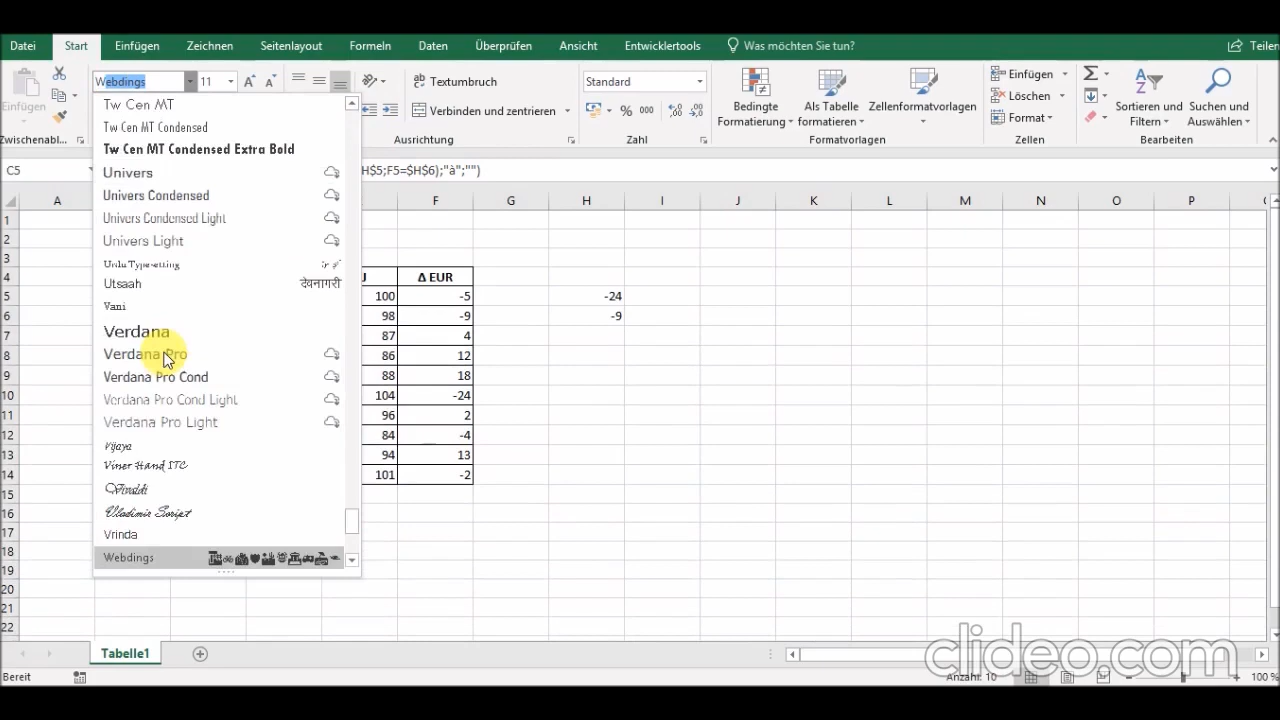 Datei Start Einfügen Zeichnen Seitenlayout Formeln Daten Überprüfen Ansicht Entwicklertools Was möchten Sie tun? Teilen
Webdings 11 Textumbruch Standard Einfügen
Einfügen Verbinden und zentrieren % 000 Bedingte Formatierung Als Tabelle formatieren Zellenformatvorlagen Löschen Sortieren und Filtern Suchen und Auswählen
Format
Zwischenabl... Ausrichtung Zahl Zellen Bearbeiten
C5 H$5;F5=$H$6);"à";"")
A F G H I J K L M N O P
1
2
3
4 Δ EUR
5 100 -5 -24
6 98 -9 -9
7 87 4
8 86 12
9 88 18
10 104 -24
11 96 2
12 84 -4
13 94 13
14 101 -2
15
16
17
18
19
20
21
22
Tw Cen MT
Tw Cen MT Condensed
Tw Cen MT Condensed Extra Bold
Univers
Univers Condensed
Univers Condensed Light
Univers Light
Urdu Typesetting
Utsaah देवनागरी
Vani
Verdana
Verdana Pro
Verdana Pro Cond
Verdana Pro Cond Light
Verdana Pro Light
Vijaya
Viner Hand ITC
Vivaldi
Vladimir Script
Vrinda
Webdings
Tabelle1
clideo.com
Bereit Anzahl: 10 100 %